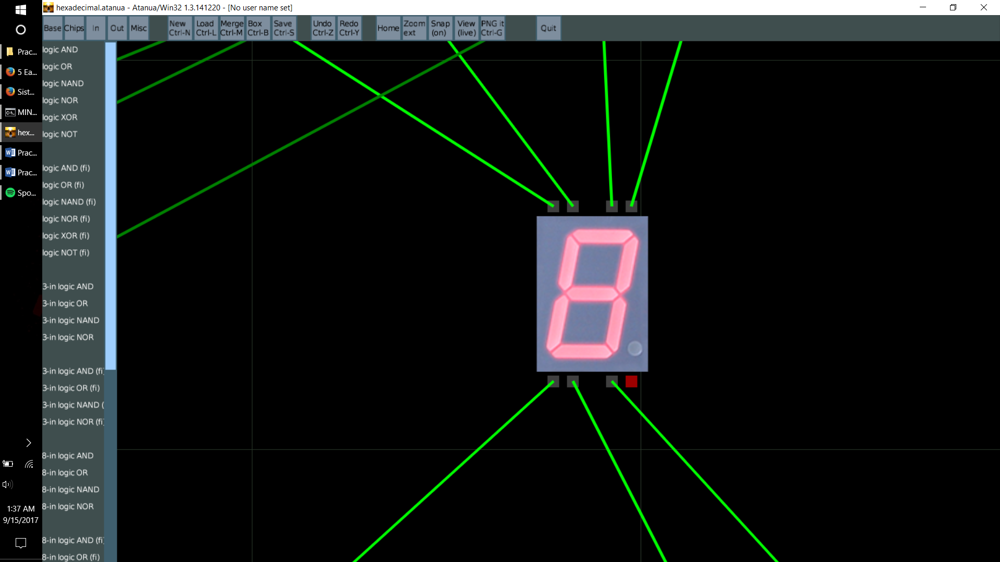 hexadecimal.atanua - Atanua/Win32 1.3.141220 - [No user name set]
Base Chips In Out Misc
New Ctrl-N
Load Ctrl-L
Merge Ctrl-M
Box Ctrl-B
Save Ctrl-S
Undo Ctrl-Z
Redo Ctrl-Y
Home
Zoom ext
Snap (on)
View (live)
PNG it Ctrl-G
Quit
Prac...
5 Ea...
Sist...
MIN...
hex...
Prac...
Prac...
Spo...
1:37 AM
9/15/2017
logic AND
logic OR
logic NAND
logic NOR
logic XOR
logic NOT
logic AND (fi)
logic OR (fi)
logic NAND (fi)
logic NOR (fi)
logic XOR (fi)
logic NOT (fi)
3-in logic AND
3-in logic OR
3-in logic NAND
3-in logic NOR
3-in logic AND (fi)
3-in logic OR (fi)
3-in logic NAND (
3-in logic NOR (fi)
8-in logic AND
8-in logic OR
8-in logic NAND
8-in logic NOR
8-in logic AND (fi)
8-in logic OR (fi)
8